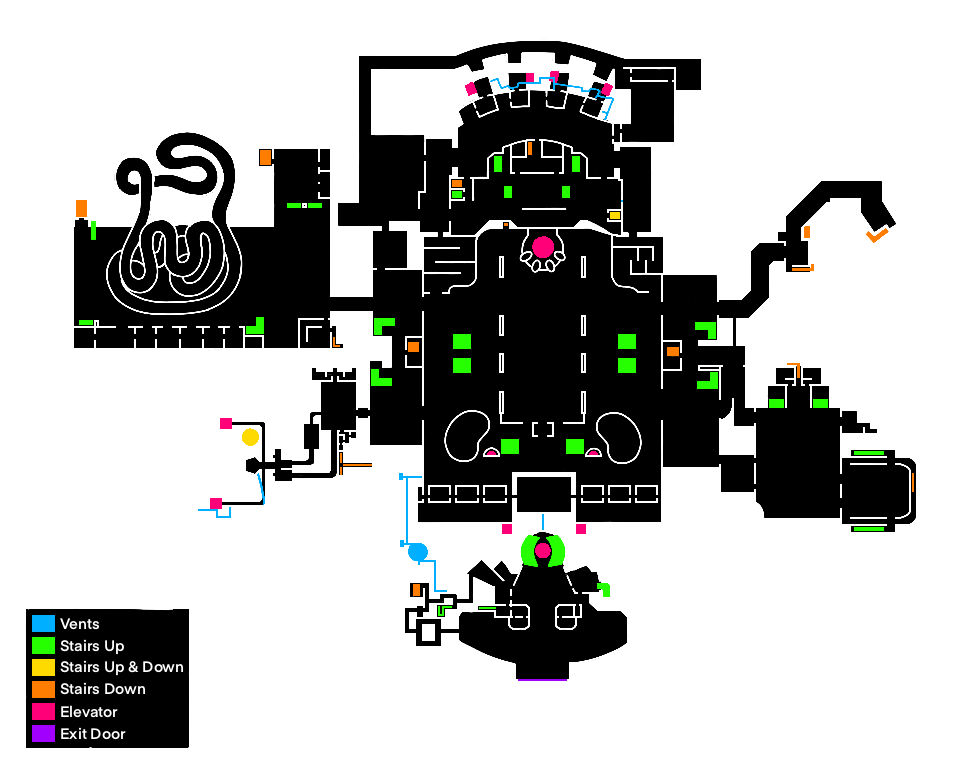 Vents
Stairs Up
Stairs Up & Down
Stairs Down
Elevator
Exit Door